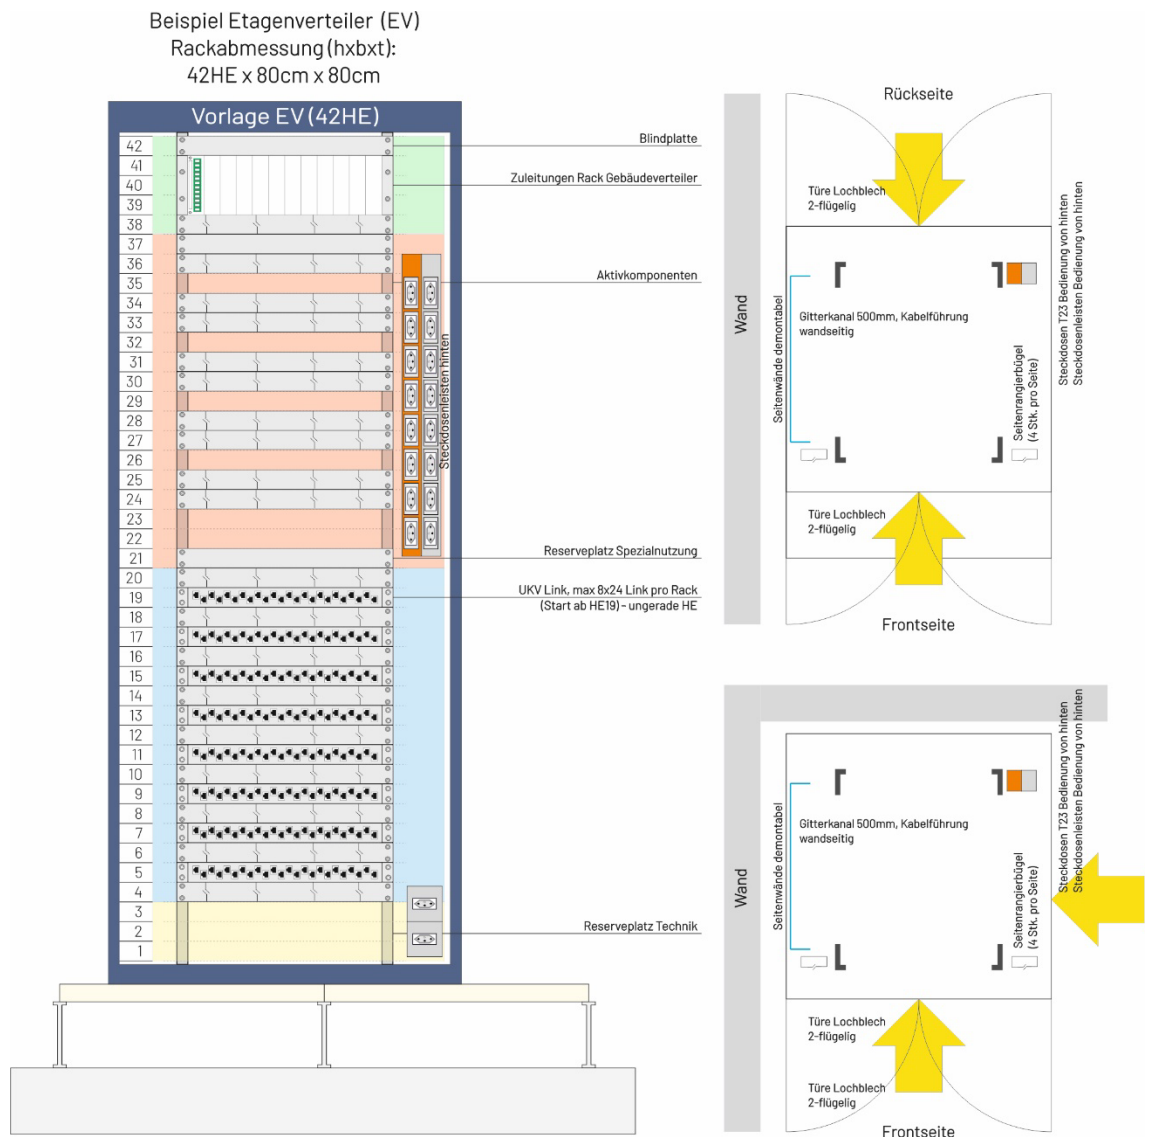 Beispiel Etagenverteiler (EV)
Rackabmessung (hxbxt):
42HE x 80cm x 80cm
Vorlage EV (42HE)
42
41
40
39
38
37
36
35
34
33
32
31
30
29
28
27
26
25
24
23
22
21
20
19
18
17
16
15
14
13
12
11
10
9
8
7
6
5
4
3
2
1
Steckdosenleisten hinten
Blindplatte
Zuleitungen Rack Gebäudeverteiler
Aktivkomponenten
Reserveplatz Spezialnutzung
UKV Link, max 8x24 Link pro Rack
(Start ab HE19) - ungerade HE
Reserveplatz Technik
Rückseite
Türe Lochblech
2-flügelig
Wand
Seitenwände demontabel
Gitterkanal 500mm, Kabelführung
wandseitig
Seitenrangierbügel
(4 Stk. pro Seite)
Steckdosen T23 Bedienung von hinten
Steckdosenleisten Bedienung von hinten
Türe Lochblech
2-flügelig
Frontseite
Wand
Seitenwände demontabel
Gitterkanal 500mm, Kabelführung
wandseitig
Seitenrangierbügel
(4 Stk. pro Seite)
Steckdosen T23 Bedienung von hinten
Steckdosenleisten Bedienung von hinten
Türe Lochblech
2-flügelig
Türe Lochblech
2-flügelig
Frontseite